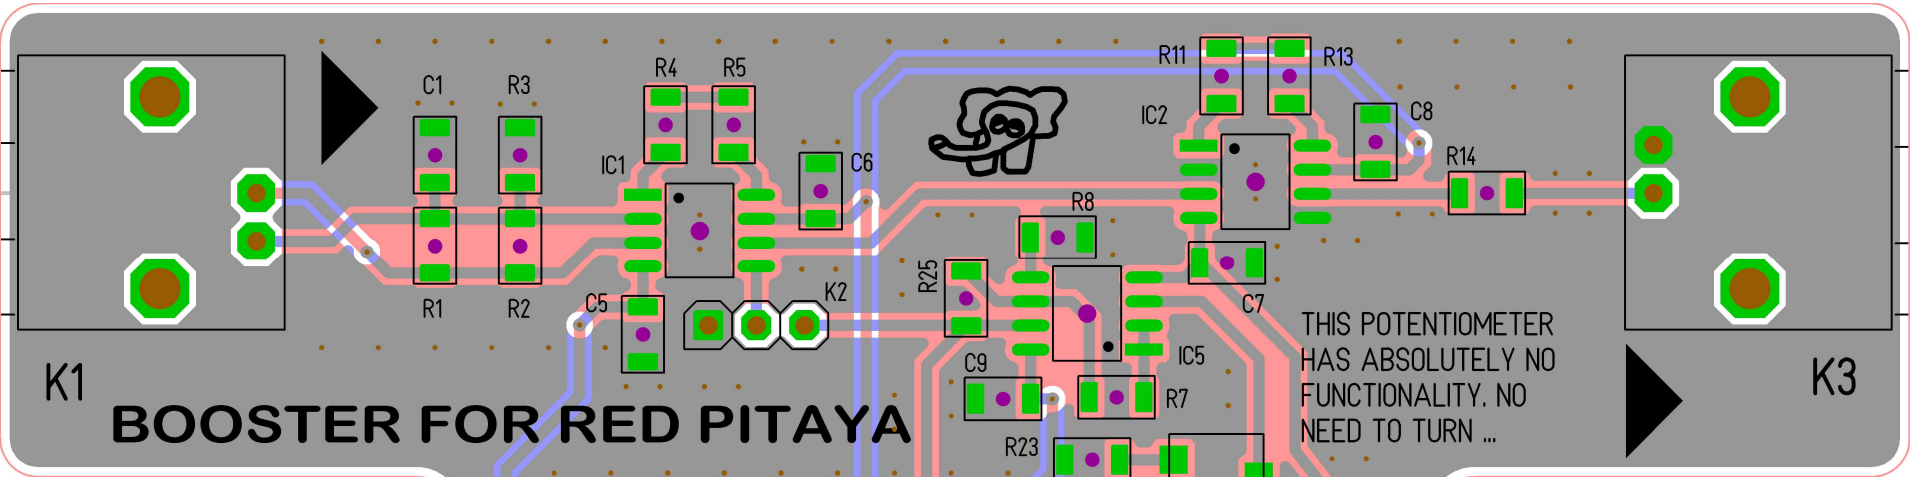 R11
R13
C1
R3
R4
R5
IC2
C8
IC1
C6
R14
R8
R25
K2
R1
R2
C5
C7
THIS POTENTIOMETER
HAS ABSOLUTELY NO
FUNCTIONALITY. NO
NEED TO TURN ...
IC5
C9
R7
K1
K3
BOOSTER FOR RED PITAYA
R23